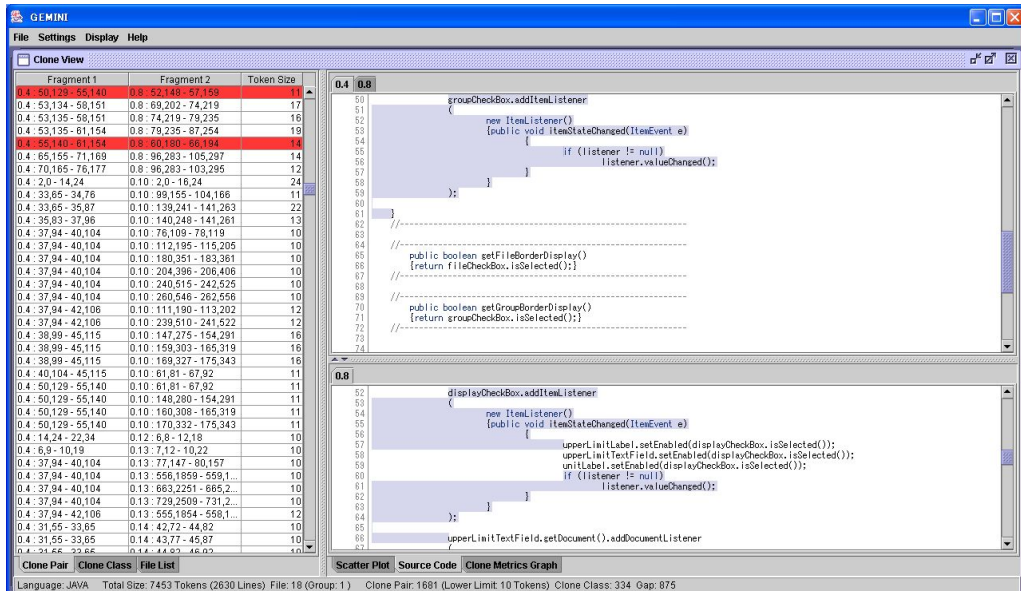 GEMINI
File Settings Display Help
Clone View
Fragment 1 Fragment 2 Token Size
0.4 : 50,129 - 55,140 0.8 : 52,148 - 57,159 11
0.4 : 53,134 - 58,151 0.8 : 69,202 - 74,219 17
0.4 : 53,135 - 58,151 0.8 : 74,219 - 79,235 16
0.4 : 53,135 - 61,154 0.8 : 79,235 - 87,254 19
0.4 : 55,140 - 61,154 0.8 : 60,180 - 66,194 14
0.4 : 65,155 - 71,169 0.8 : 96,283 - 105,297 14
0.4 : 70,165 - 76,177 0.8 : 96,283 - 103,295 12
0.4 : 2,0 - 14,24 0.10 : 2,0 - 16,24 24
0.4 : 33,65 - 34,76 0.10 : 99,155 - 104,166 11
0.4 : 33,65 - 35,87 0.10 : 139,241 - 141,263 22
0.4 : 35,83 - 37,96 0.10 : 140,248 - 141,261 13
0.4 : 37,94 - 40,104 0.10 : 76,109 - 78,119 10
0.4 : 37,94 - 40,104 0.10 : 112,195 - 115,205 10
0.4 : 37,94 - 40,104 0.10 : 180,351 - 183,361 10
0.4 : 37,94 - 40,104 0.10 : 204,396 - 206,406 10
0.4 : 37,94 - 40,104 0.10 : 240,515 - 242,525 10
0.4 : 37,94 - 40,104 0.10 : 260,546 - 262,556 10
0.4 : 37,94 - 42,106 0.10 : 111,190 - 113,202 12
0.4 : 37,94 - 42,106 0.10 : 239,510 - 241,522 12
0.4 : 38,99 - 45,115 0.10 : 147,275 - 154,291 16
0.4 : 38,99 - 45,115 0.10 : 159,303 - 165,319 16
0.4 : 38,99 - 45,115 0.10 : 169,327 - 175,343 16
0.4 : 40,104 - 45,115 0.10 : 61,81 - 67,92 11
0.4 : 50,129 - 55,140 0.10 : 61,81 - 67,92 11
0.4 : 50,129 - 55,140 0.10 : 148,280 - 154,291 11
0.4 : 50,129 - 55,140 0.10 : 160,308 - 165,319 11
0.4 : 50,129 - 55,140 0.10 : 170,332 - 175,343 11
0.4 : 14,24 - 22,34 0.12 : 6,8 - 12,18 10
0.4 : 6,9 - 10,19 0.13 : 7,12 - 10,22 10
0.4 : 37,94 - 40,104 0.13 : 77,147 - 80,157 10
0.4 : 37,94 - 40,104 0.13 : 556,1859 - 559,1... 10
0.4 : 37,94 - 40,104 0.13 : 663,2251 - 665,2... 10
0.4 : 37,94 - 40,104 0.13 : 729,2509 - 731,2... 10
0.4 : 37,94 - 42,106 0.13 : 555,1854 - 558,1... 12
0.4 : 31,55 - 33,65 0.14 : 42,72 - 44,82 10
0.4 : 31,55 - 33,65 0.14 : 43,77 - 45,87 10
Clone Pair Clone Class File List
0.4 0.8
50 groupCheckBox.addItemListener
51 (
52 new ItemListener()
53 {public void itemStateChanged(ItemEvent e)
54 {
55 if (listener != null)
56 listener.valueChanged();
57 }
58 }
59 );
60
61 }
62 //----------------------------------------------------------
63
64 //----------------------------------------------------------
65 public boolean getFileBorderDisplay()
66 {return fileCheckBox.isSelected();}
67 //----------------------------------------------------------
68
69 //----------------------------------------------------------
70 public boolean getGroupBorderDisplay()
71 {return groupCheckBox.isSelected();}
72 //----------------------------------------------------------
73
74
0.8
52 displayCheckBox.addItemListener
53 (
54 new ItemListener()
55 {public void itemStateChanged(ItemEvent e)
56 {
57 upperLimitLabel.setEnabled(displayCheckBox.isSelected());
58 upperLimitTextField.setEnabled(displayCheckBox.isSelected());
59 unitLabel.setEnabled(displayCheckBox.isSelected());
60 if (listener != null)
61 listener.valueChanged();
62 }
63 }
64 );
65
66 upperLimitTextField.getDocument().addDocumentListener
67 (
Scatter Plot Source Code Clone Metrics Graph
Language: JAVA Total Size: 7453 Tokens (2630 Lines) File: 18 (Group: 1 ) Clone Pair: 1681 (Lower Limit: 10 Tokens) Clone Class: 334 Gap: 875